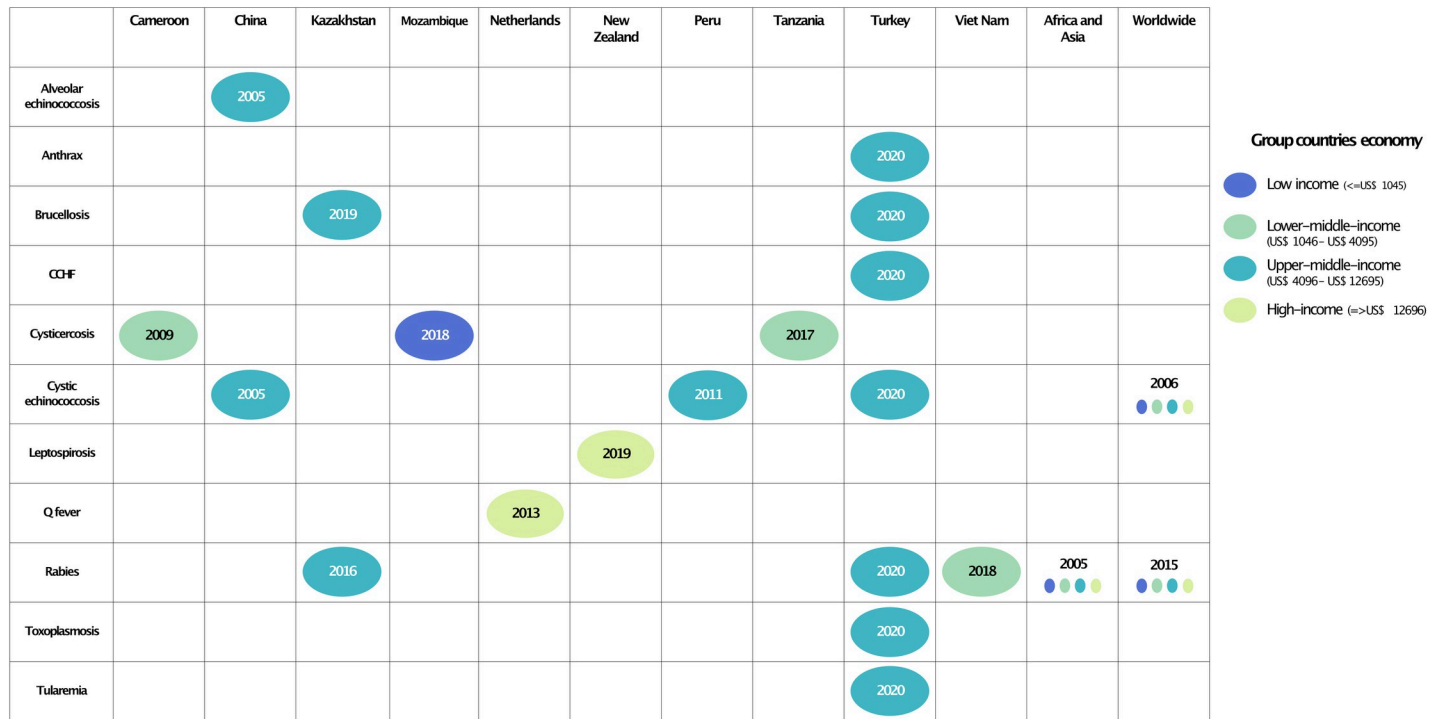 Cameroon China Kazakhstan Mozambique Netherlands New Peru Tanzania Turkey Viet Nam Africa and Worldwide
Zealand Asia
Alveolar
echinococcosis
2005
Anthrax
2020
Brucellosis
2019 2020
CCHF
2020
Cysticercosis
2009 2018 2017
Cystic
echinococcosis
2005 2011 2020 2006
Leptospirosis
2019
Q fever
2013
Rabies
2016 2020 2018 2005 2015
Toxoplasmosis
2020
Tularemia
2020
Group countries economy
Low income (<=US$ 1045)
Lower-middle-income
(US$ 1046- US$ 4095)
Upper-middle-income
(US$ 4096- US$ 12695)
High-income (=>US$ 12696)